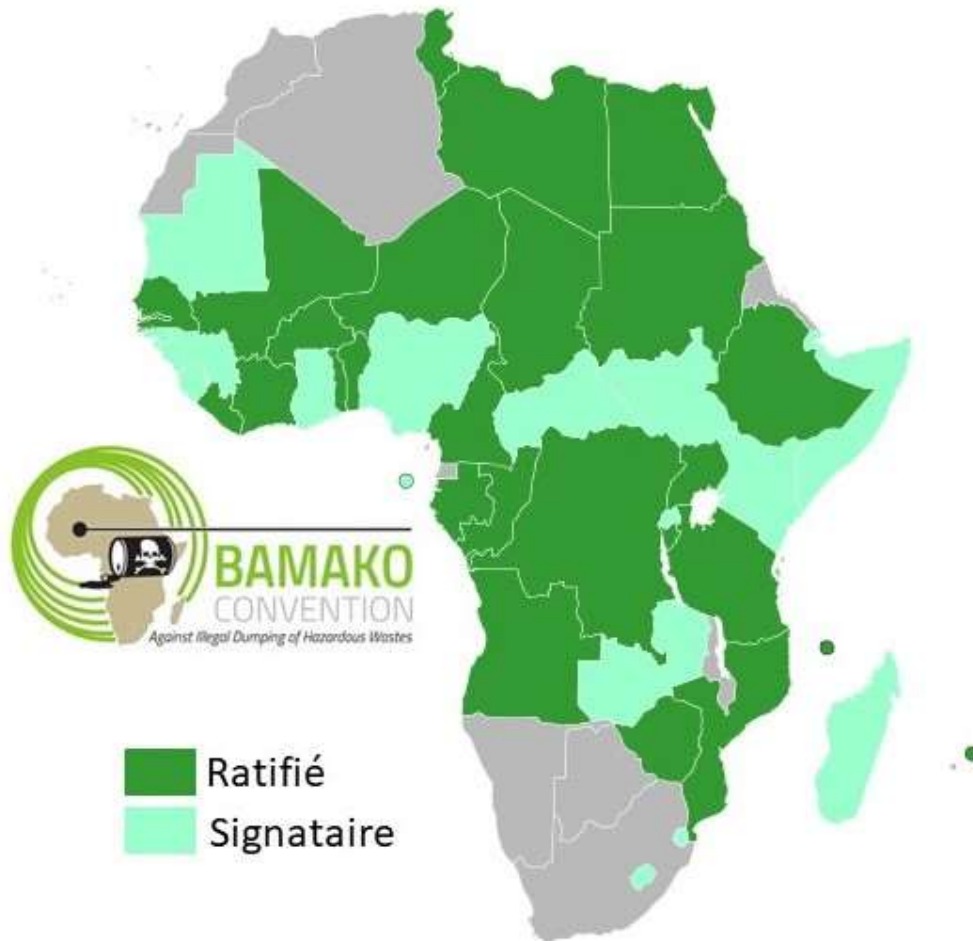 BAMAKO
CONVENTION
Against Illegal Dumping of Hazardous Wastes
Ratifié
Signataire